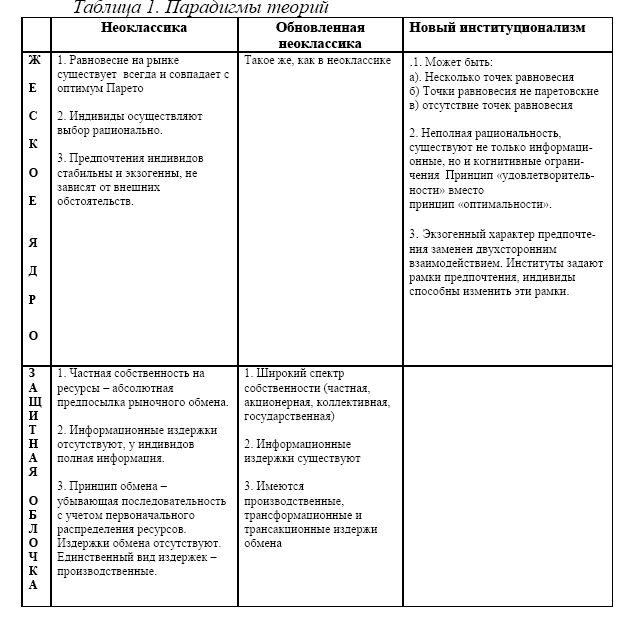 Таблица 1. Парадигмы теорий
Неоклассика
Обновленная
неоклассика
Новый институционализм
Ж
Е
С
К
О
Е
Я
Д
Р
О
1. Равновесие на рынке
существует всегда и совпадает с
оптимум Парето
2. Индивиды осуществляют
выбор рационально.
3. Предпочтения индивидов
стабильны и экзогенны, не
зависят от внешних
обстоятельств.
Такое же, как в неоклассике
.1. Может быть:
а). Несколько точек равновесия
б) Точки равновесия не паретовские
в) отсутствие точек равновесия
2. Неполная рациональность,
существуют не только информаци-
онные, но и когнитивные ограни-
чения Принцип «удовлетворитель-
ности» вместо
принцип «оптимальности».
3. Экзогенный характер предпочте-
ния заменен двухсторонним
взаимодействием. Институты задают
рамки предпочтения, индивиды
способны изменить эти рамки.
З
А
Щ
И
Т
Н
А
Я
О
Б
Л
О
Ч
К
А
1. Частная собственность на
ресурсы – абсолютная
предпосылка рыночного обмена.
2. Информационные издержки
отсутствуют, у индивидов
полная информация.
3. Принцип обмена –
убывающая последовательность
с учетом первоначального
распределения ресурсов.
Издержки обмена отсутствуют.
Единственный вид издержек –
производственные.
1. Широкий спектр
собственности (частная,
акционерная, коллективная,
государственная)
2. Информационные
издержки существуют
3. Имеются
производственные,
трансформационные и
трансакционные издержи
обмена